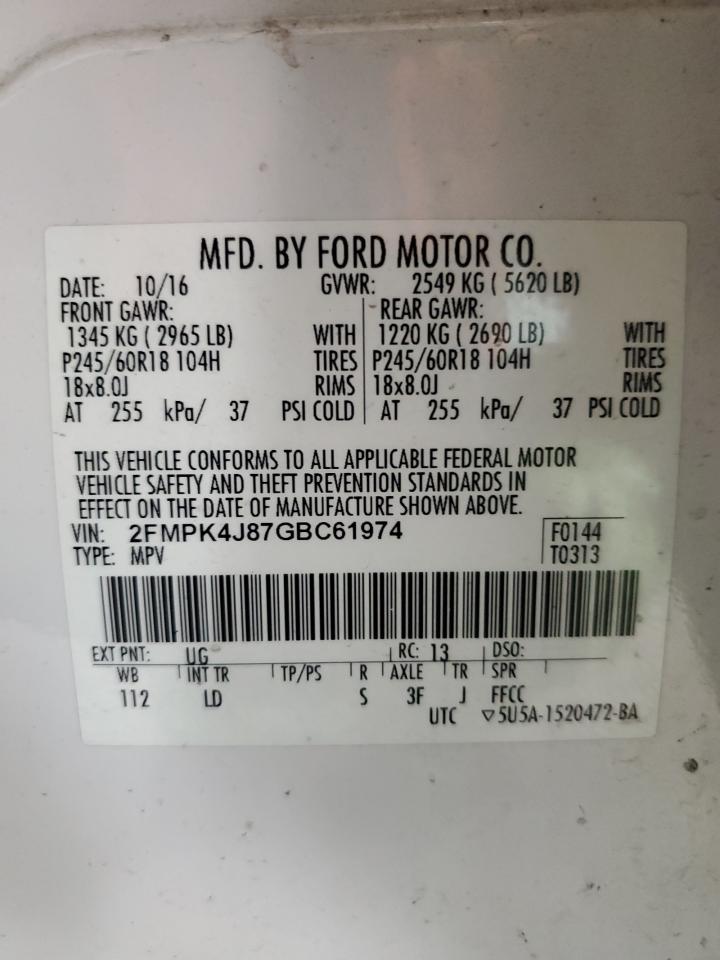 MFD. BY FORD MOTOR CO.
DATE: 10/16 GVWR: 2549 KG ( 5620 LB)
FRONT GAWR: REAR GAWR:
1345 KG ( 2965 LB) WITH 1220 KG ( 2690 LB) WITH
P245/60R18 104H TIRES P245/60R18 104H TIRES
18x8.0J RIMS 18x8.0J RIMS
AT 255 kPa/ 37 PSI COLD AT 255 kPa/ 37 PSI COLD
THIS VEHICLE CONFORMS TO ALL APPLICABLE FEDERAL MOTOR
VEHICLE SAFETY AND THEFT PREVENTION STANDARDS IN
EFFECT ON THE DATE OF MANUFACTURE SHOWN ABOVE.
VIN: 2FMPK4J87GBC61974 F0144
TYPE: MPV T0313
EXT PNT: UG RC: 13 DSO:
WB INT TR TP/PS R AXLE TR SPR
112 LD S 3F J FFCC
UTC ▽5U5A-1520472-BA